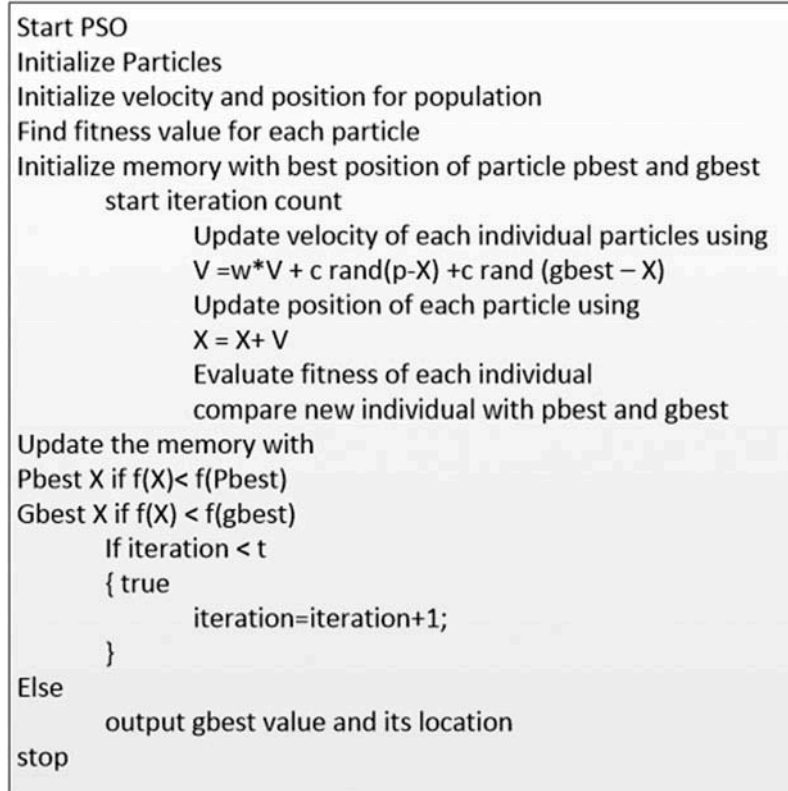 Start PSO
Initialize Particles
Initialize velocity and position for population
Find fitness value for each particle
Initialize memory with best position of particle pbest and gbest
start iteration count
Update velocity of each individual particles using
V =w*V + c rand(p-X) +c rand (gbest – X)
Update position of each particle using
X = X+ V
Evaluate fitness of each individual
compare new individual with pbest and gbest
Update the memory with
Pbest X if f(X)< f(Pbest)
Gbest X if f(X) < f(gbest)
If iteration < t
{ true
iteration=iteration+1;
}
Else
output gbest value and its location
stop